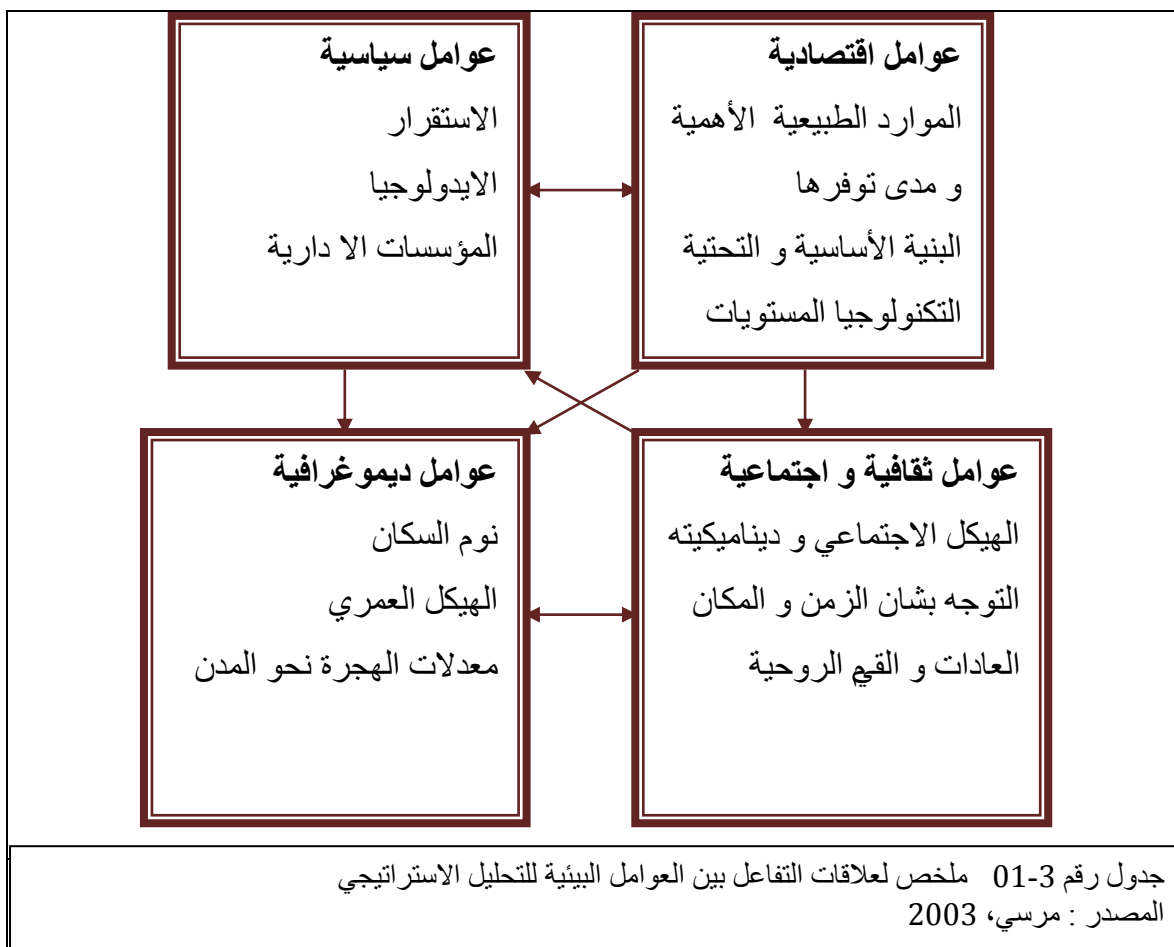 عوامل اقتصادية
الموارد الطبيعية الأهمية
و مدى توفرها
البنية الأساسية و التحتية
التكنولوجيا المستويات
عوامل سياسية
الاستقرار
الايدولوجيا
المؤسسات الا دارية
عوامل ثقافية و اجتماعية
الهيكل الاجتماعي و ديناميكيته
التوجه بشان الزمن و المكان
العادات و القيم الروحية
عوامل ديموغرافية
نوم السكان
الهيكل العمري
معدلات الهجرة نحو المدن
جدول رقم 3-01 ملخص لعلاقات التفاعل بين العوامل البيئية للتحليل الاستراتيجي
المصدر : مرسي، 2003